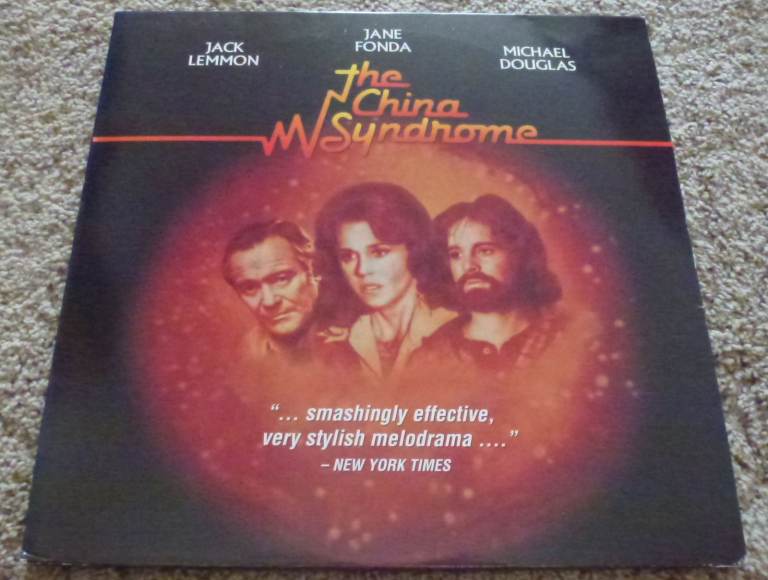 JACK
LEMMON
JANE
FONDA
MICHAEL
DOUGLAS
the
China
Syndrome
“... smashingly effective,
very stylish melodrama ....”
– NEW YORK TIMES